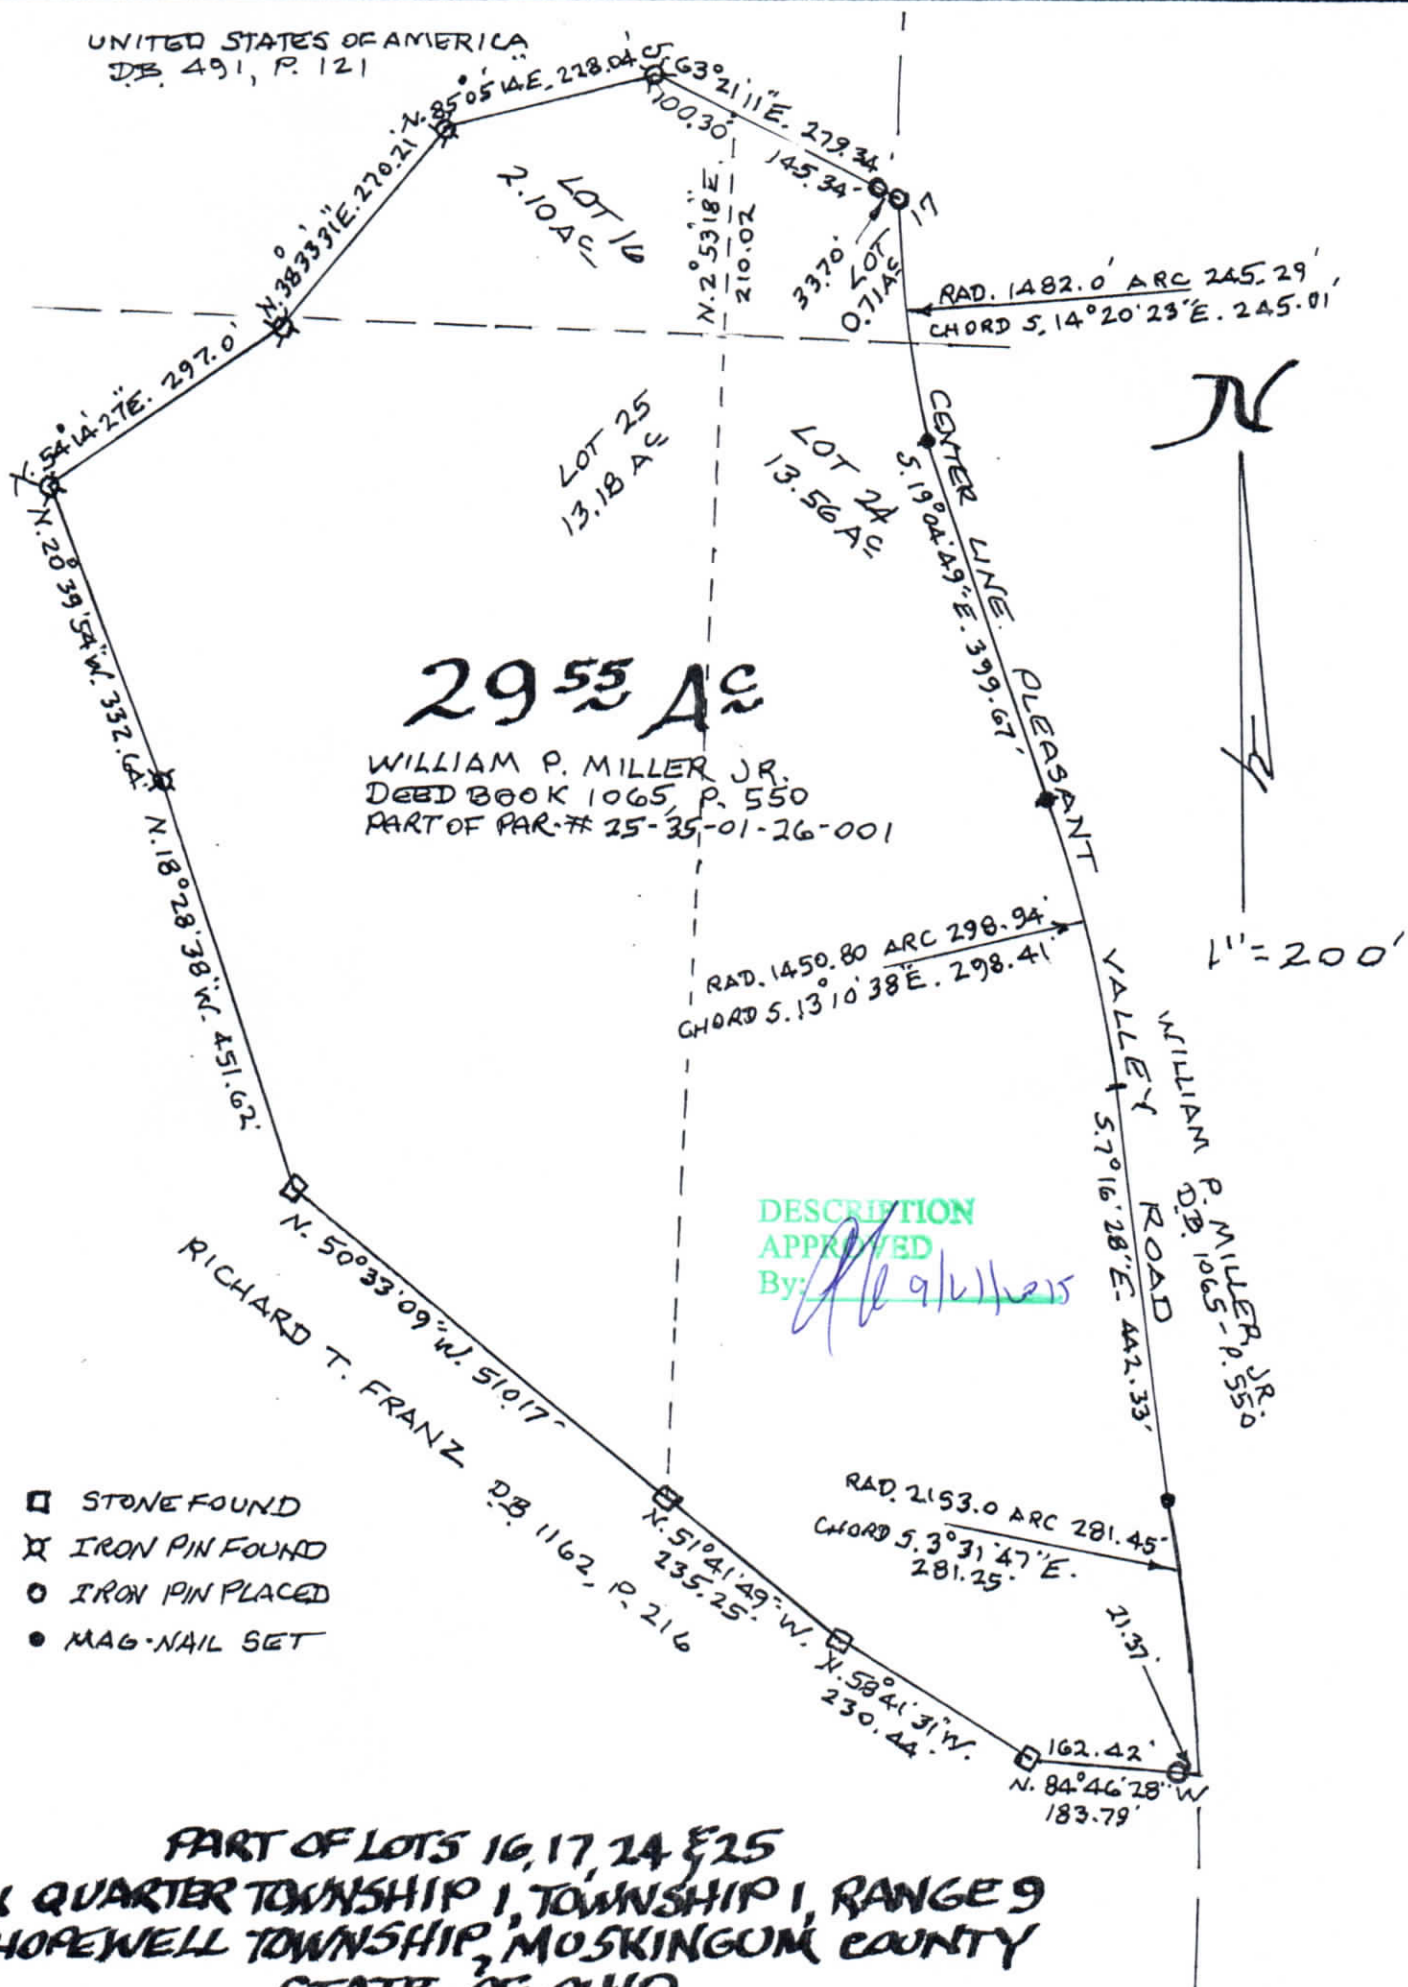 UNITED STATES OF AMERICA
D.B. 491, P. 121
N. 85° 05' 14" E. 228.04'
S. 63° 21' 11" E. 279.34'
100.30'
145.34
33.70'
N. 38° 33' 31" E. 270.21'
LOT 16
2.10 AC
N. 2° 53' 18" E.
210.02
LOT 17
0.71 AC
RAD. 1482.0' ARC 245.29'
CHORD S. 14° 20' 23" E. 245.01'
N. 54° 14' 27" E. 297.0'
LOT 25
13.18 AC
LOT 24
13.56 AC
N
1" = 200'
CENTER LINE PLEASANT VALLEY ROAD
S. 19° 04' 49" E. 399.67'
N. 20° 39' 54" W. 332.64'
29 55 AC
WILLIAM P. MILLER JR.
DEED BOOK 1065, P. 550
PART OF PAR.# 25-35-01-26-001
N. 18° 28' 38" W. 451.62'
RAD. 1450.80 ARC 298.94'
CHORD S. 13° 10' 38" E. 298.41'
WILLIAM P. MILLER, JR.
D.B. 1065 - P. 550
S. 7° 16' 28" E. 442.33'
DESCRIPTION
APPROVED
By:
N. 50° 33' 09" W. 510.17'
RICHARD T. FRANZ D.B 1162, P. 216
RAD. 2153.0 ARC 281.45'
CHORD S. 3° 31' 47" E.
281.25'
N. 51° 41' 49" W.
235.25'
N. 58° 41' 31" W.
230.44'
21.37'
162.42'
N. 84° 46' 28" W
183.79'
STONE FOUND
IRON PIN FOUND
IRON PIN PLACED
MAG-NAIL SET
PART OF LOTS 16, 17, 24 & 25
QUARTER TOWNSHIP 1, TOWNSHIP 1, RANGE 9
HOPEWELL TOWNSHIP, MUSKINGUM COUNTY
STATE OF OHIO